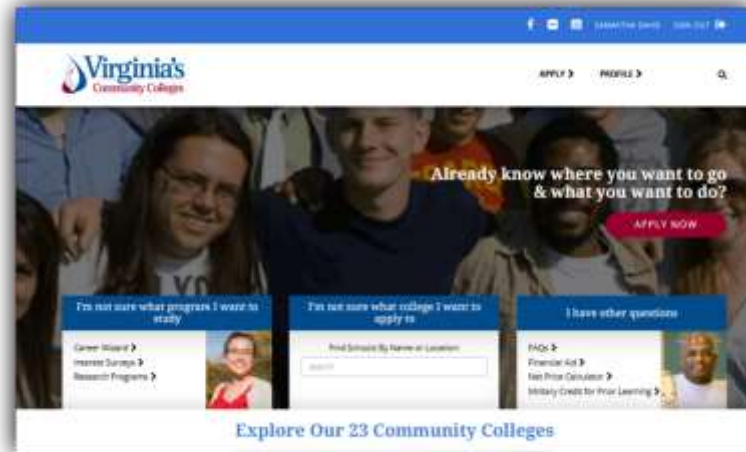 SIGN OUT
Virginia's
Community Colleges
APPLY
PROFILE
Already know where you want to go
& what you want to do?
APPLY NOW
I'm not sure what program I want to
study
Career Wizard
Interest Surveys
Research Programs
I'm not sure what college I want to
apply to
Find Schools By Name or Location
search
I have other questions
FAQs
Financial Aid
Net Price Calculator
Military Credit for Prior Learning
Explore Our 23 Community Colleges